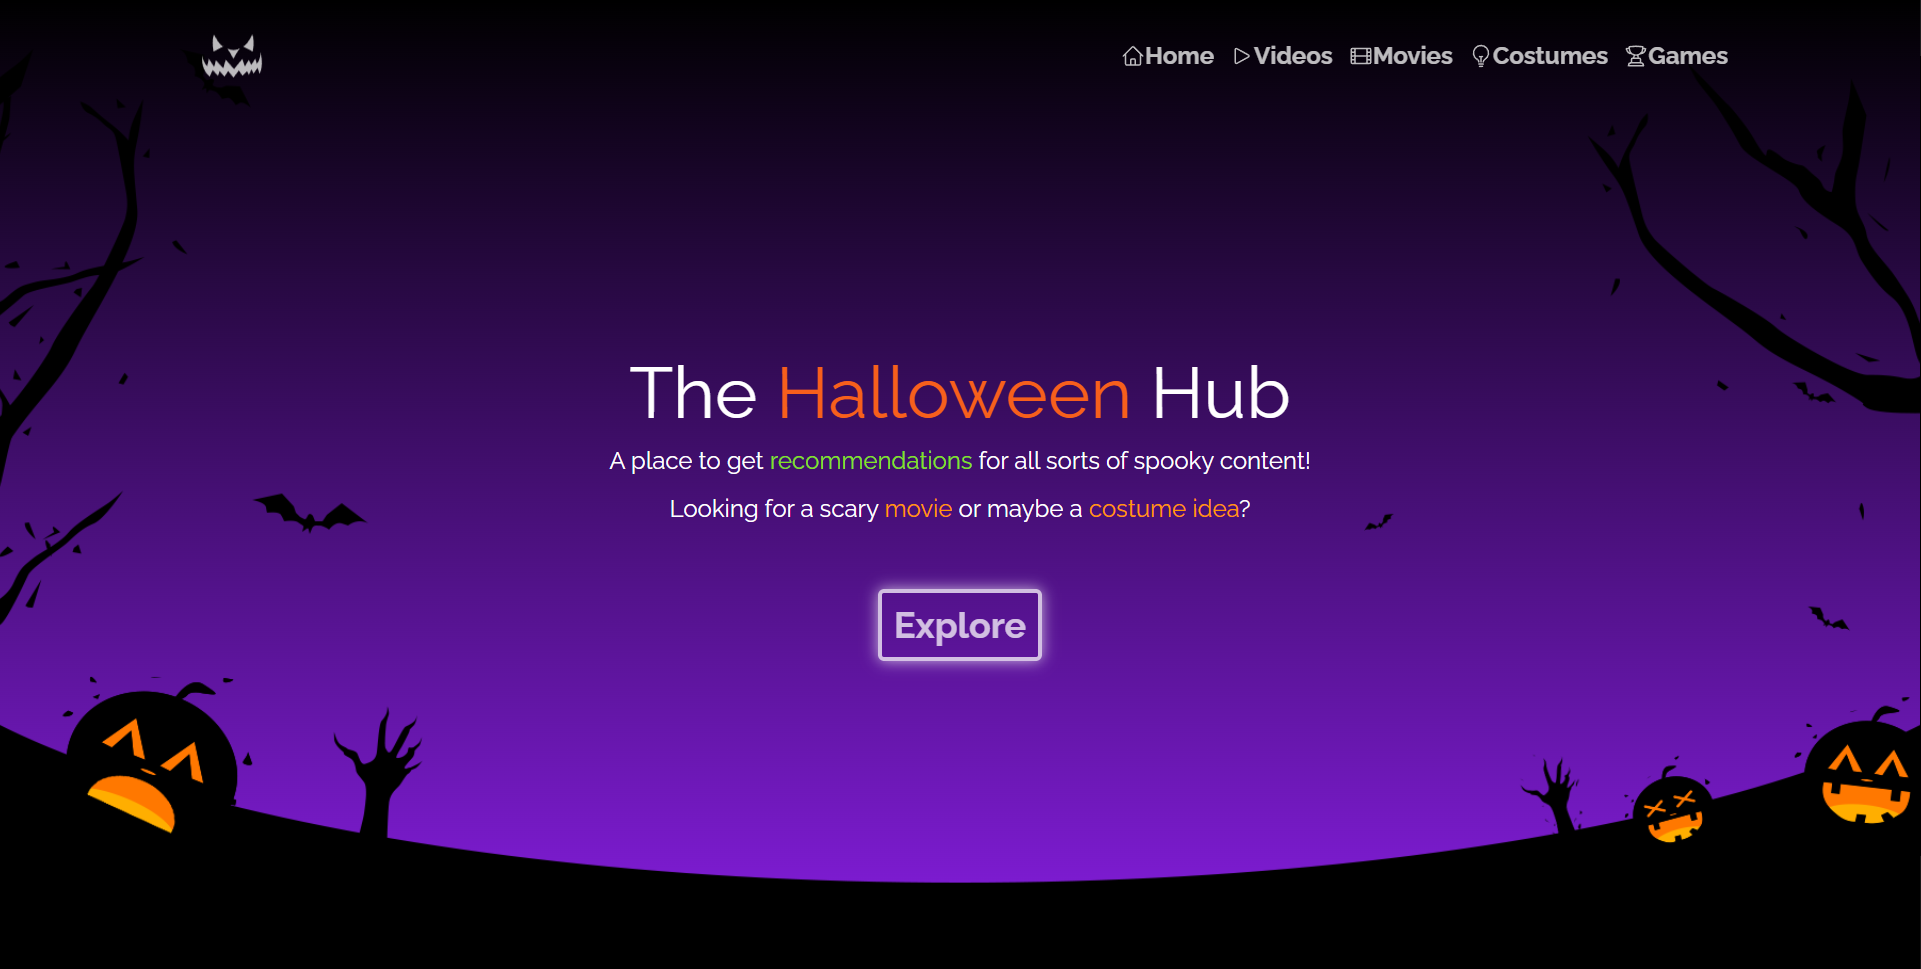 Home Videos Movies Costumes Games
The Halloween Hub
A place to get recommendations for all sorts of spooky content!
Looking for a scary movie or maybe a costume idea?
Explore